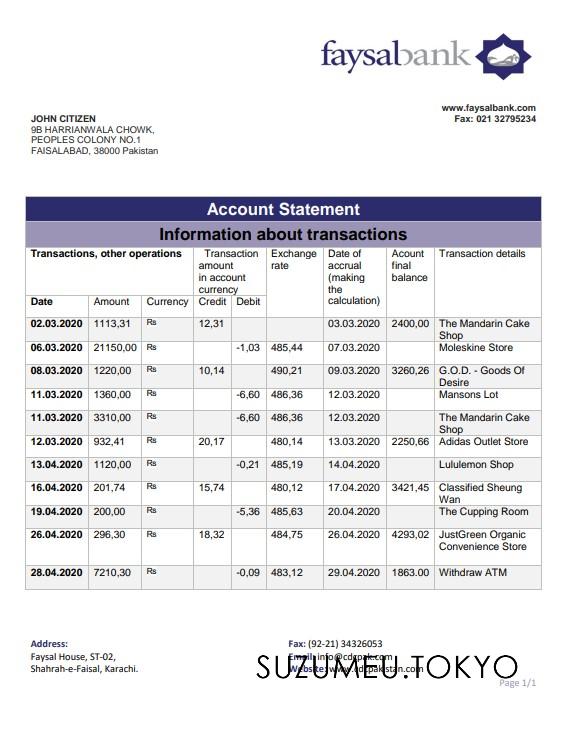 faysalbank
www.faysalbank.com
Fax: 021 32795234
JOHN CITIZEN
9B HARRIANWALA CHOWK,
PEOPLES COLONY NO.1
FAISALABAD, 38000 Pakistan
Account Statement
Information about transactions
Transactions, other operations
Transaction amount in account currency
Exchange rate
Date of accrual (making the calculation)
Acount final balance
Transaction details
Date Amount Currency Credit Debit
02.03.2020 1113,31 Rs 12,31 03.03.2020 2400,00 The Mandarin Cake Shop
06.03.2020 21150,00 Rs -1,03 485,44 07.03.2020 Moleskine Store
08.03.2020 1220,00 Rs 10,14 490,21 09.03.2020 3260,26 G.O.D. - Goods Of Desire
11.03.2020 1360,00 Rs -6,60 486,36 12.03.2020 Mansons Lot
11.03.2020 3310,00 Rs -6,60 486,36 12.03.2020 The Mandarin Cake Shop
12.03.2020 932,41 Rs 20,17 480,14 13.03.2020 2250,66 Adidas Outlet Store
13.04.2020 1120,00 Rs -0,21 485,19 14.04.2020 Lululemon Shop
16.04.2020 201,74 Rs 15,74 480,12 17.04.2020 3421,45 Classified Sheung Wan
19.04.2020 200,00 Rs -5,36 485,63 20.04.2020 The Cupping Room
26.04.2020 296,30 Rs 18,32 484,75 26.04.2020 4293,02 JustGreen Organic Convenience Store
28.04.2020 7210,30 Rs -0,09 483,12 29.04.2020 1863.00 Withdraw ATM
Address:
Faysal House, ST-02,
Shahrah-e-Faisal, Karachi.
Fax: (92-21) 34326053
Email: info@cdcpak.com
Website: www.cdcpakistan.com
SUZUMEU.TOKYO
Page 1/1